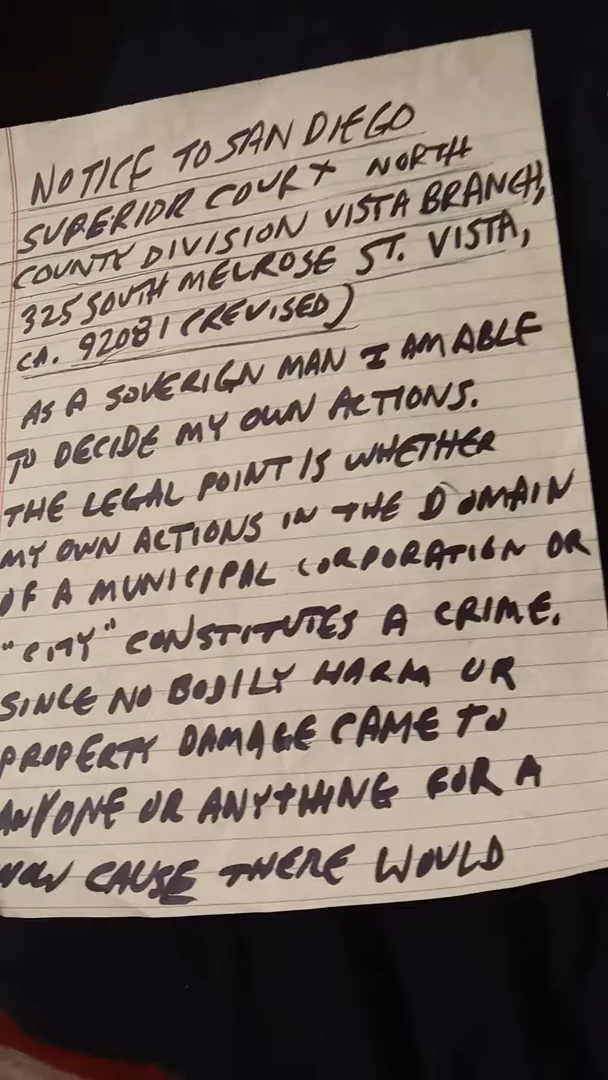 NOTICE TO SAN DIEGO
SUPERIOR COURT NORTH
COUNTY DIVISION VISTA BRANCH,
325 SOUTH MELROSE ST. VISTA,
CA. 92081 (REVISED)
AS A SOVERIGN MAN I AM ABLE
TO DECIDE MY OWN ACTIONS.
THE LEGAL POINT IS WHETHER
MY OWN ACTIONS IN THE DOMAIN
OF A MUNICIPAL CORPORATION OR
"CITY" CONSTITUTES A CRIME.
SINCE NO BODILY HARM OR
PROPERTY DAMAGE CAME TO
ANYONE OR ANYTHING FOR A
CAUSE THERE WOULD